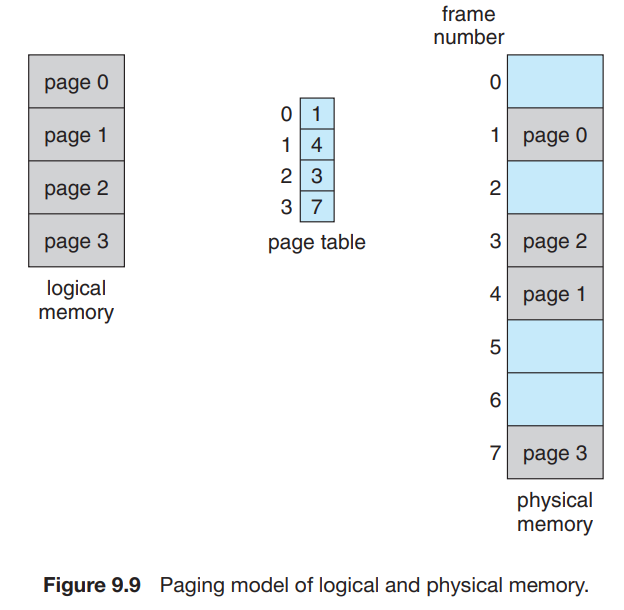 page 0
page 1
page 2
page 3
logical
memory
0 1
1 4
2 3
3 7
page table
frame
number
0
1 page 0
2
3 page 2
4 page 1
5
6
7 page 3
physical
memory
Figure 9.9 Paging model of logical and physical memory.